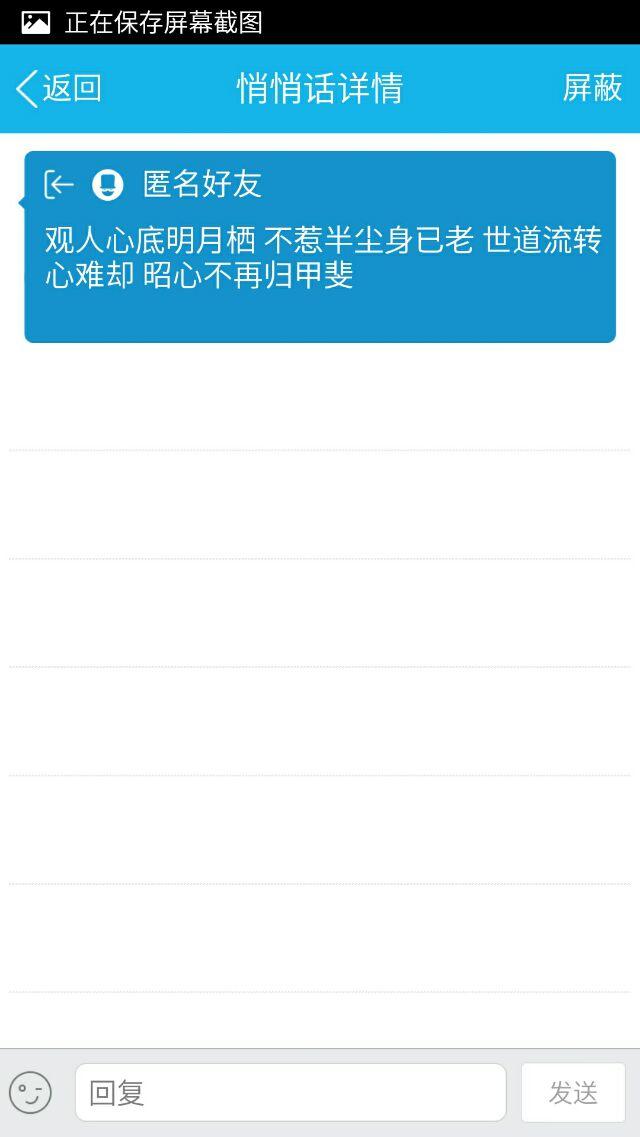 正在保存屏幕截图
返回 悄悄话详情 屏蔽
匿名好友
观人心底明月栖 不惹半尘身已老 世道流转
心难却 昭心不再归甲斐
回复 发送